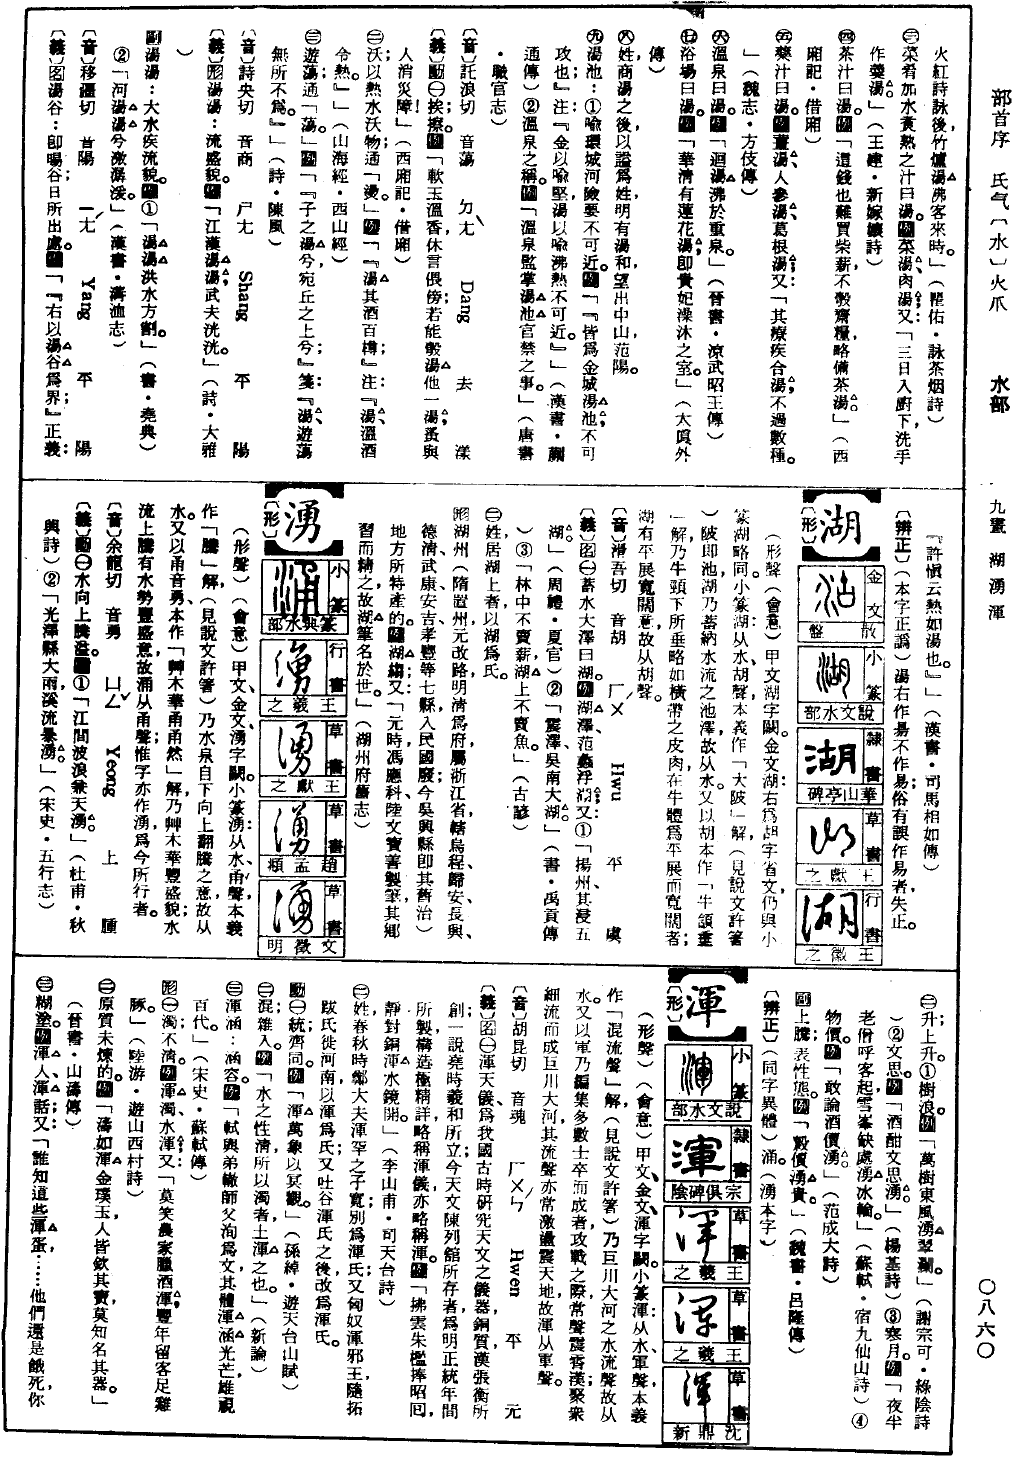 部首序 氏气〔水〕火爪 水部 九畫 湖湧渾 〇八六〇
火紅詩詠後竹爐湯沸客來時」(瞿佑·詠茶烟詩)
㊂菜肴加水煮熟之汁曰湯。例菜湯、肉湯;又「三日入廚下,洗手
作羹湯。」(王建·新嫁孃詩)
㊃茶汁曰湯。例「這錢也難買柴薪,不彀齋糧,略備茶湯。」(西
廂記·借廂)
㊄藥汁曰湯。例薑湯、人參湯、葛根湯;又「其療疾合湯,不過數種。
」(魏志·方伎傳)
㊅溫泉曰湯。例「迴湯沸於重泉。」(晉書·涼武昭王傳)
㊆浴場曰湯。例「華清有蓮花湯,卽貴妃澡沐之室。」(太眞外
傳)
㊇姓,商湯之後以諡爲姓,明有湯和。望出中山、范陽。
㊈湯池:①喻環城河險要不可近。例「『皆爲金城湯池,不可
攻也』注:『金以喻堅,湯以喻沸熱不可近。』」(漢書·蒯
通傳)②溫泉之稱。例「溫泉監掌湯池官禁之事。」(唐書
·職官志)
〔音〕託浪切 音蕩 ㄉㄤˋ Dang 去 漾
〔義〕動㊀挨擦。例「軟玉溫香,休言偎傍,若能彀湯他一湯,蚤與
人消災障!」(西廂記·借廂)
㊁沃,以熱水沃物,通「燙」。例「『湯其酒百樽』注:『湯,溫酒
令熱。』」(山海經·西山經)
㊂遊蕩,通「蕩」。例「『子之湯兮,宛丘之上兮』箋:『湯、遊蕩
無所不爲。』」(詩·陳風)
〔音〕詩央切 音商 ㄕㄤ Shang 平 陽
〔義〕形湯湯:流盛貌。例「江漢湯湯,武夫洸洸。」(詩·大雅
)
副湯湯:大水疾流貌。例①「湯湯洪水方割。」(書·堯典)
②「河湯湯兮激潺湲。」(漢書·溝洫志)
〔音〕移溫切 音陽 ㄧㄤˊ Yang 平 陽
〔義〕名湯谷:卽暘谷,日所出處。例「『右以湯谷爲界』正義:
『許愼云:熱如湯也。』」(漢書·司馬相如傳)
〔辨正〕(本字正譌)湯右作昜,不作易;俗有誤作易者,失正。
湖
〔形〕
金文 散盤
小篆 說文水部
隸書 華山亭碑
草書 王獻之
行書 王徽之
(形聲)(會意)甲文湖字闕。金文湖:右爲胡字省文,仍與小
篆湖略同。小篆湖:从水、胡聲,本義作「大陂」解(見說文許箸
),陂卽池,湖乃蓄納水流之池澤,故从水。又以胡本作「牛頷垂
」解,乃牛頸下所垂略如橫帶之皮肉,在牛體爲平展而寬闊者;
湖有平展寬闊意,故从胡聲。
〔音〕滑吾切 音胡 ㄏㄨˊ Hwu 平 虞
〔義〕名㊀蓄水大澤曰湖。例湖澤、范蠡浮湖;又①「揚州,其浸五
湖。」(周禮·夏官)②「震澤,吳南大湖。」(書·禹貢傳
)③「林中不賣薪,湖上不賣魚。」(古諺)
㊁姓,居湖上者以湖爲氏。
形湖州(隋置州,元改路,明清爲府,屬浙江省,轄烏程、歸安、長興、
德清、武康、安吉、孝豐等七縣,入民國廢,今吳興縣卽其舊治)
地方所特產的。例湖縐;又「元時馮應科、陸文寶善製筆,其鄉
習而精之,故湖筆名於世。」(湖州府舊志)
湧
〔形〕
小篆 篆典水部
行書 王羲之
草書 王獻之
草書 趙孟頫
草書 文徵明
(形聲)(會意)甲文、金文湧字闕。小篆湧:从水、甬聲,本義
作「騰」解(見說文許箸),乃水泉自下向上翻騰之意,故从
水。又以甬音勇,本作「艸木華甬甬然」解,乃艸木華豐盛貌;水
流上騰有水勢豐盛意,故涌从甬聲;惟字亦作湧,爲今所行者。
〔音〕余龍切 音勇 ㄩㄥˇ Yeong 上 腫
〔義〕動㊀水向上騰溢。例①「江間波浪兼天湧。」(杜甫·秋
興詩)②「光澤縣大雨,溪流暴湧。」(宋史·五行志)
㊁升;上升。①樹浪。例「萬樹東風湧翠瀾。」(謝宗可·綠陰詩
)②文思。例「酒酣文思湧。」(楊基詩)③寒月。例「夜半
老僧呼客起,雪峯缺處湧冰輪。」(蘇軾·宿九仙山詩)④
物價。例「敢論酒價湧。」(范成大詩)
副上騰,表性態。例「穀價湧貴。」(魏書·呂隆傳)
〔辨正〕(同字異體)涌。(湧本字)
渾
〔形〕
小篆 說文水部
隸書 宗俱碑陰
草書 王羲之
草書 王羲之
草書 沈鼎新
(形聲)(會意)甲文、金文渾字闕。小篆渾:从水、軍聲,本義
作「混流聲」解(見說文許箸),乃巨川大河之水流聲,故从
水。又以軍乃編集多數士卒而成者,攻戰之際常聲震霄漢;聚衆
細流而成巨川大河,其流聲亦常激盪震天地,故渾从軍聲。
〔音〕胡昆切 音魂 ㄏㄨㄣˊ Hwen 平 元
〔義〕名㊀渾天儀,爲我國古時研究天文之儀器,銅質,漢張衡所
創,一說堯時羲和所立,今天文陳列舘所存者爲明正統年間
所製,構造極精詳,略稱渾儀,亦略稱渾。例「拂雲朱檻捧昭回,
靜對銅渾水鏡開。」(李山甫·司天台詩)
㊁姓,春秋時鄭大夫渾罕之子寬,別爲渾氏;又匈奴渾邪王隨拓
跋氏徙河南,以渾爲氏;又吐谷渾氏之後改爲渾氏。
動㊀統齊同。例「渾萬象以冥觀。」(孫綽·遊天台山賦)
㊁混雜入。例「水之性清,所以濁者,土渾之也。」(新論)
㊂渾涵:涵容。例「軾與弟轍師父洵爲文,其體渾涵光芒,雄視
百代。」(宋史·蘇軾傳)
形㊀濁,不清。例渾濁、水渾;又「莫笑農家臘酒渾,豐年留客足雞
豚。」(陸游·遊山西村詩)
㊁原質未煉的。例「濤如渾金璞玉,人皆欽其寶,莫知名其器。」
(晉書·山濤傳)
㊂糊塗。例渾人、渾話;又「誰知道這些渾蛋……他們還是餓死你